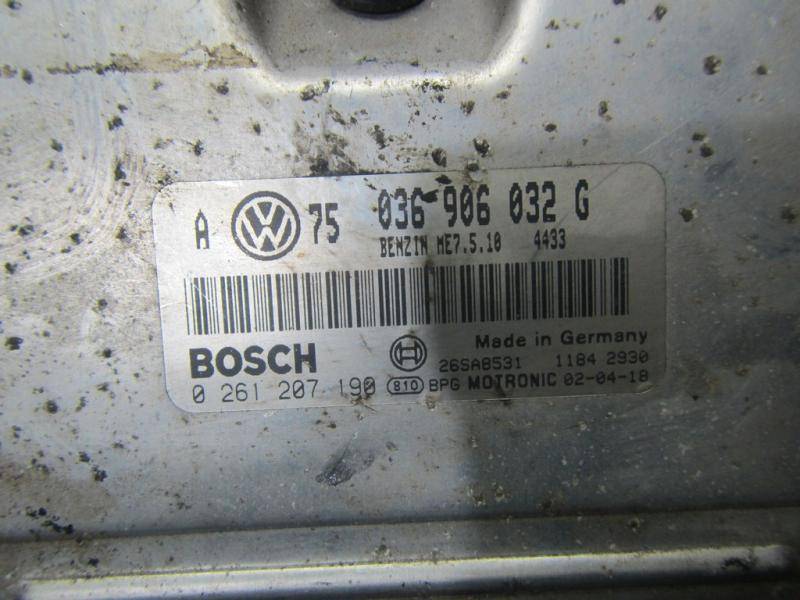 A VW 75 036 906 032 G
BENZIN ME7.5.10 4433
Made in Germany
BOSCH 26SA8531 1184 2930
0 261 207 190 810 BPG MOTRONIC 02-04-18